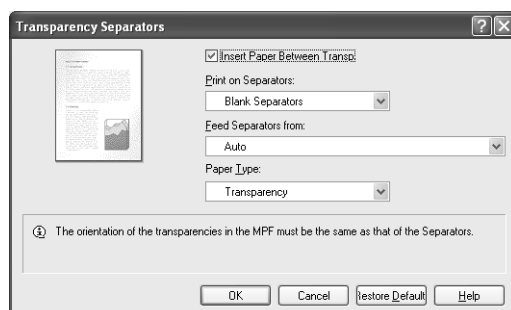 Transparency Separators
Insert Paper Between Transp
Print on Separators:
Blank Separators
Feed Separators from:
Auto
Paper Type:
Transparency
The orientation of the transparencies in the MPF must be the same as that of the Separators.
OK Cancel Restore Default Help